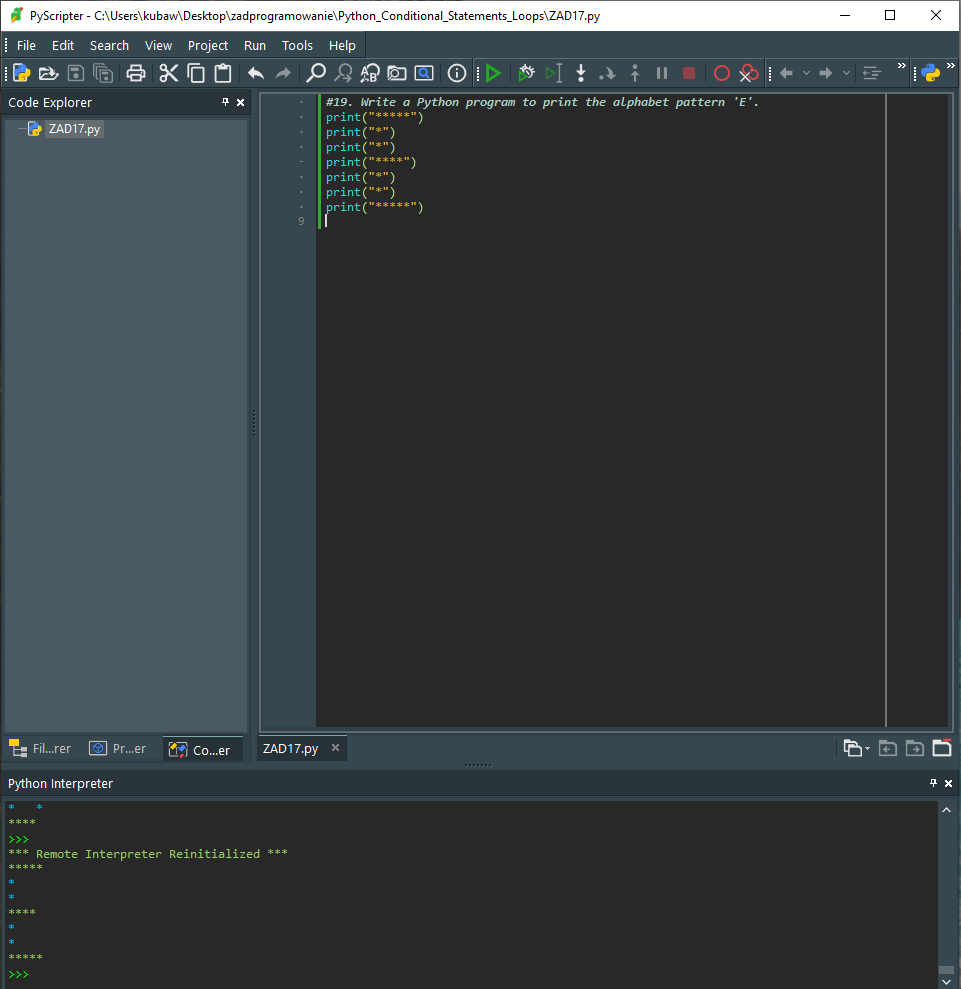 PyScripter - C:\Users\kubaw\Desktop\zadprogramowanie\Python_Conditional_Statements_Loops\ZAD17.py
File Edit Search View Project Run Tools Help
Code Explorer
ZAD17.py
#19. Write a Python program to print the alphabet pattern 'E'.
print("*****")
print("*")
print("*")
print("****")
print("*")
print("*")
print("*****")
9
Fil...rer Pr...er Co...er
ZAD17.py
Python Interpreter
*   *
****
>>>
*** Remote Interpreter Reinitialized ***
*****
*
*
****
*
*
*****
>>>